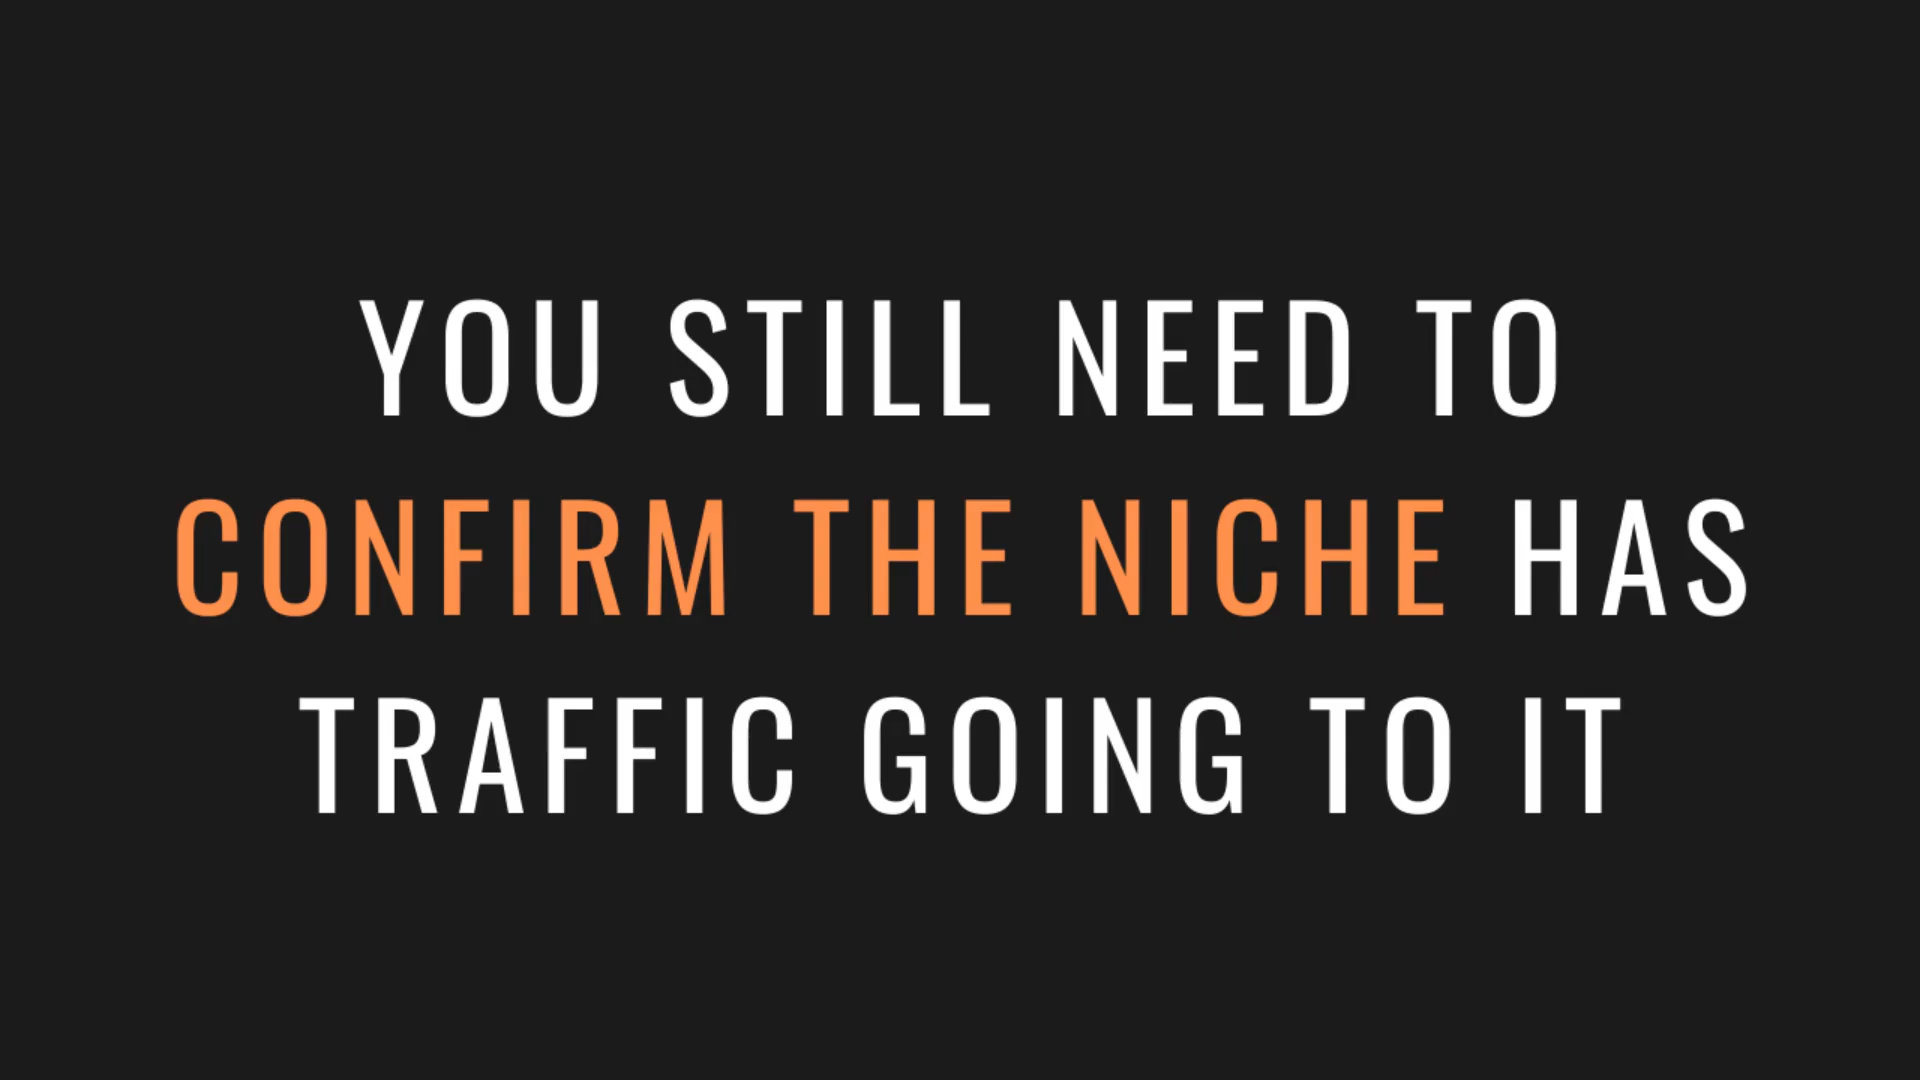 YOU STILL NEED TO
CONFIRM THE NICHE HAS
TRAFFIC GOING TO IT